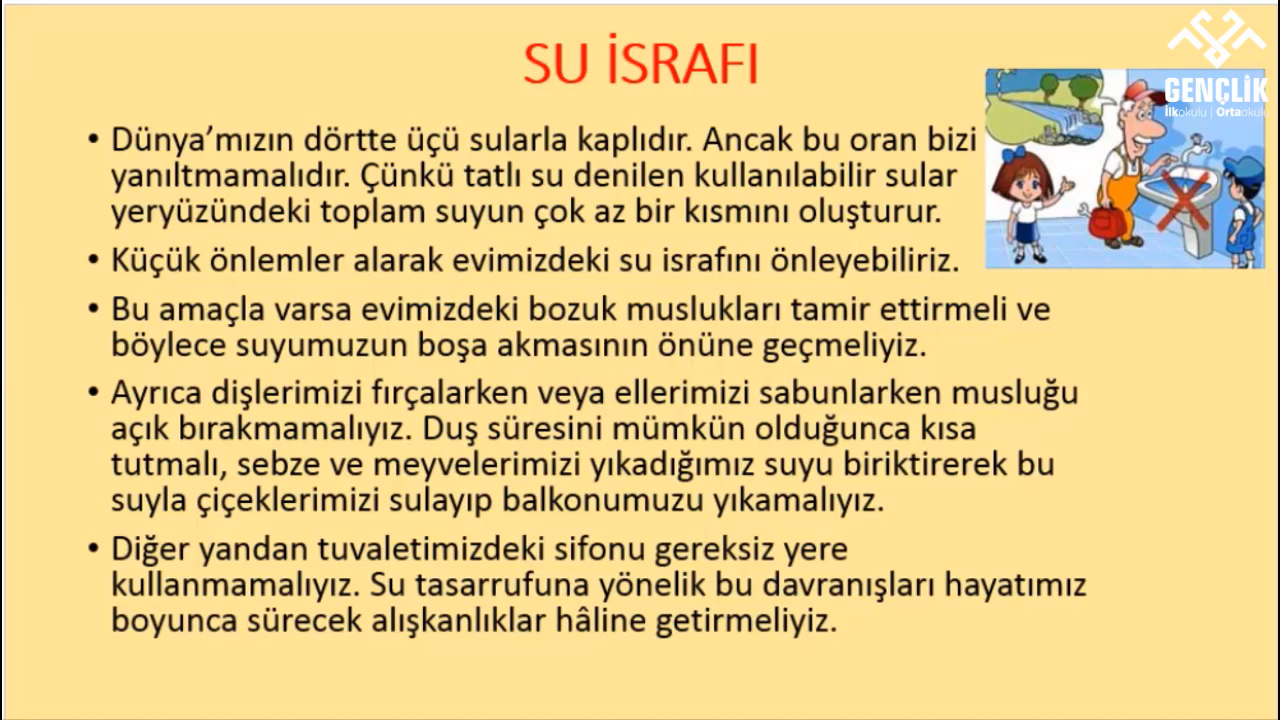 SU İSRAFI
GENÇLİK
İlkokulu | Ortaokulu
• Dünya’mızın dörtte üçü sularla kaplıdır. Ancak bu oran bizi
yanıltmamalıdır. Çünkü tatlı su denilen kullanılabilir sular
yeryüzündeki toplam suyun çok az bir kısmını oluşturur.
• Küçük önlemler alarak evimizdeki su israfını önleyebiliriz.
• Bu amaçla varsa evimizdeki bozuk muslukları tamir ettirmeli ve
böylece suyumuzun boşa akmasının önüne geçmeliyiz.
• Ayrıca dişlerimizi fırçalarken veya ellerimizi sabunlarken musluğu
açık bırakmamalıyız. Duş süresini mümkün olduğunca kısa
tutmalı, sebze ve meyvelerimizi yıkadığımız suyu biriktirerek bu
suyla çiçeklerimizi sulayıp balkonumuzu yıkamalıyız.
• Diğer yandan tuvaletimizdeki sifonu gereksiz yere
kullanmamalıyız. Su tasarrufuna yönelik bu davranışları hayatımız
boyunca sürecek alışkanlıklar hâline getirmeliyiz.